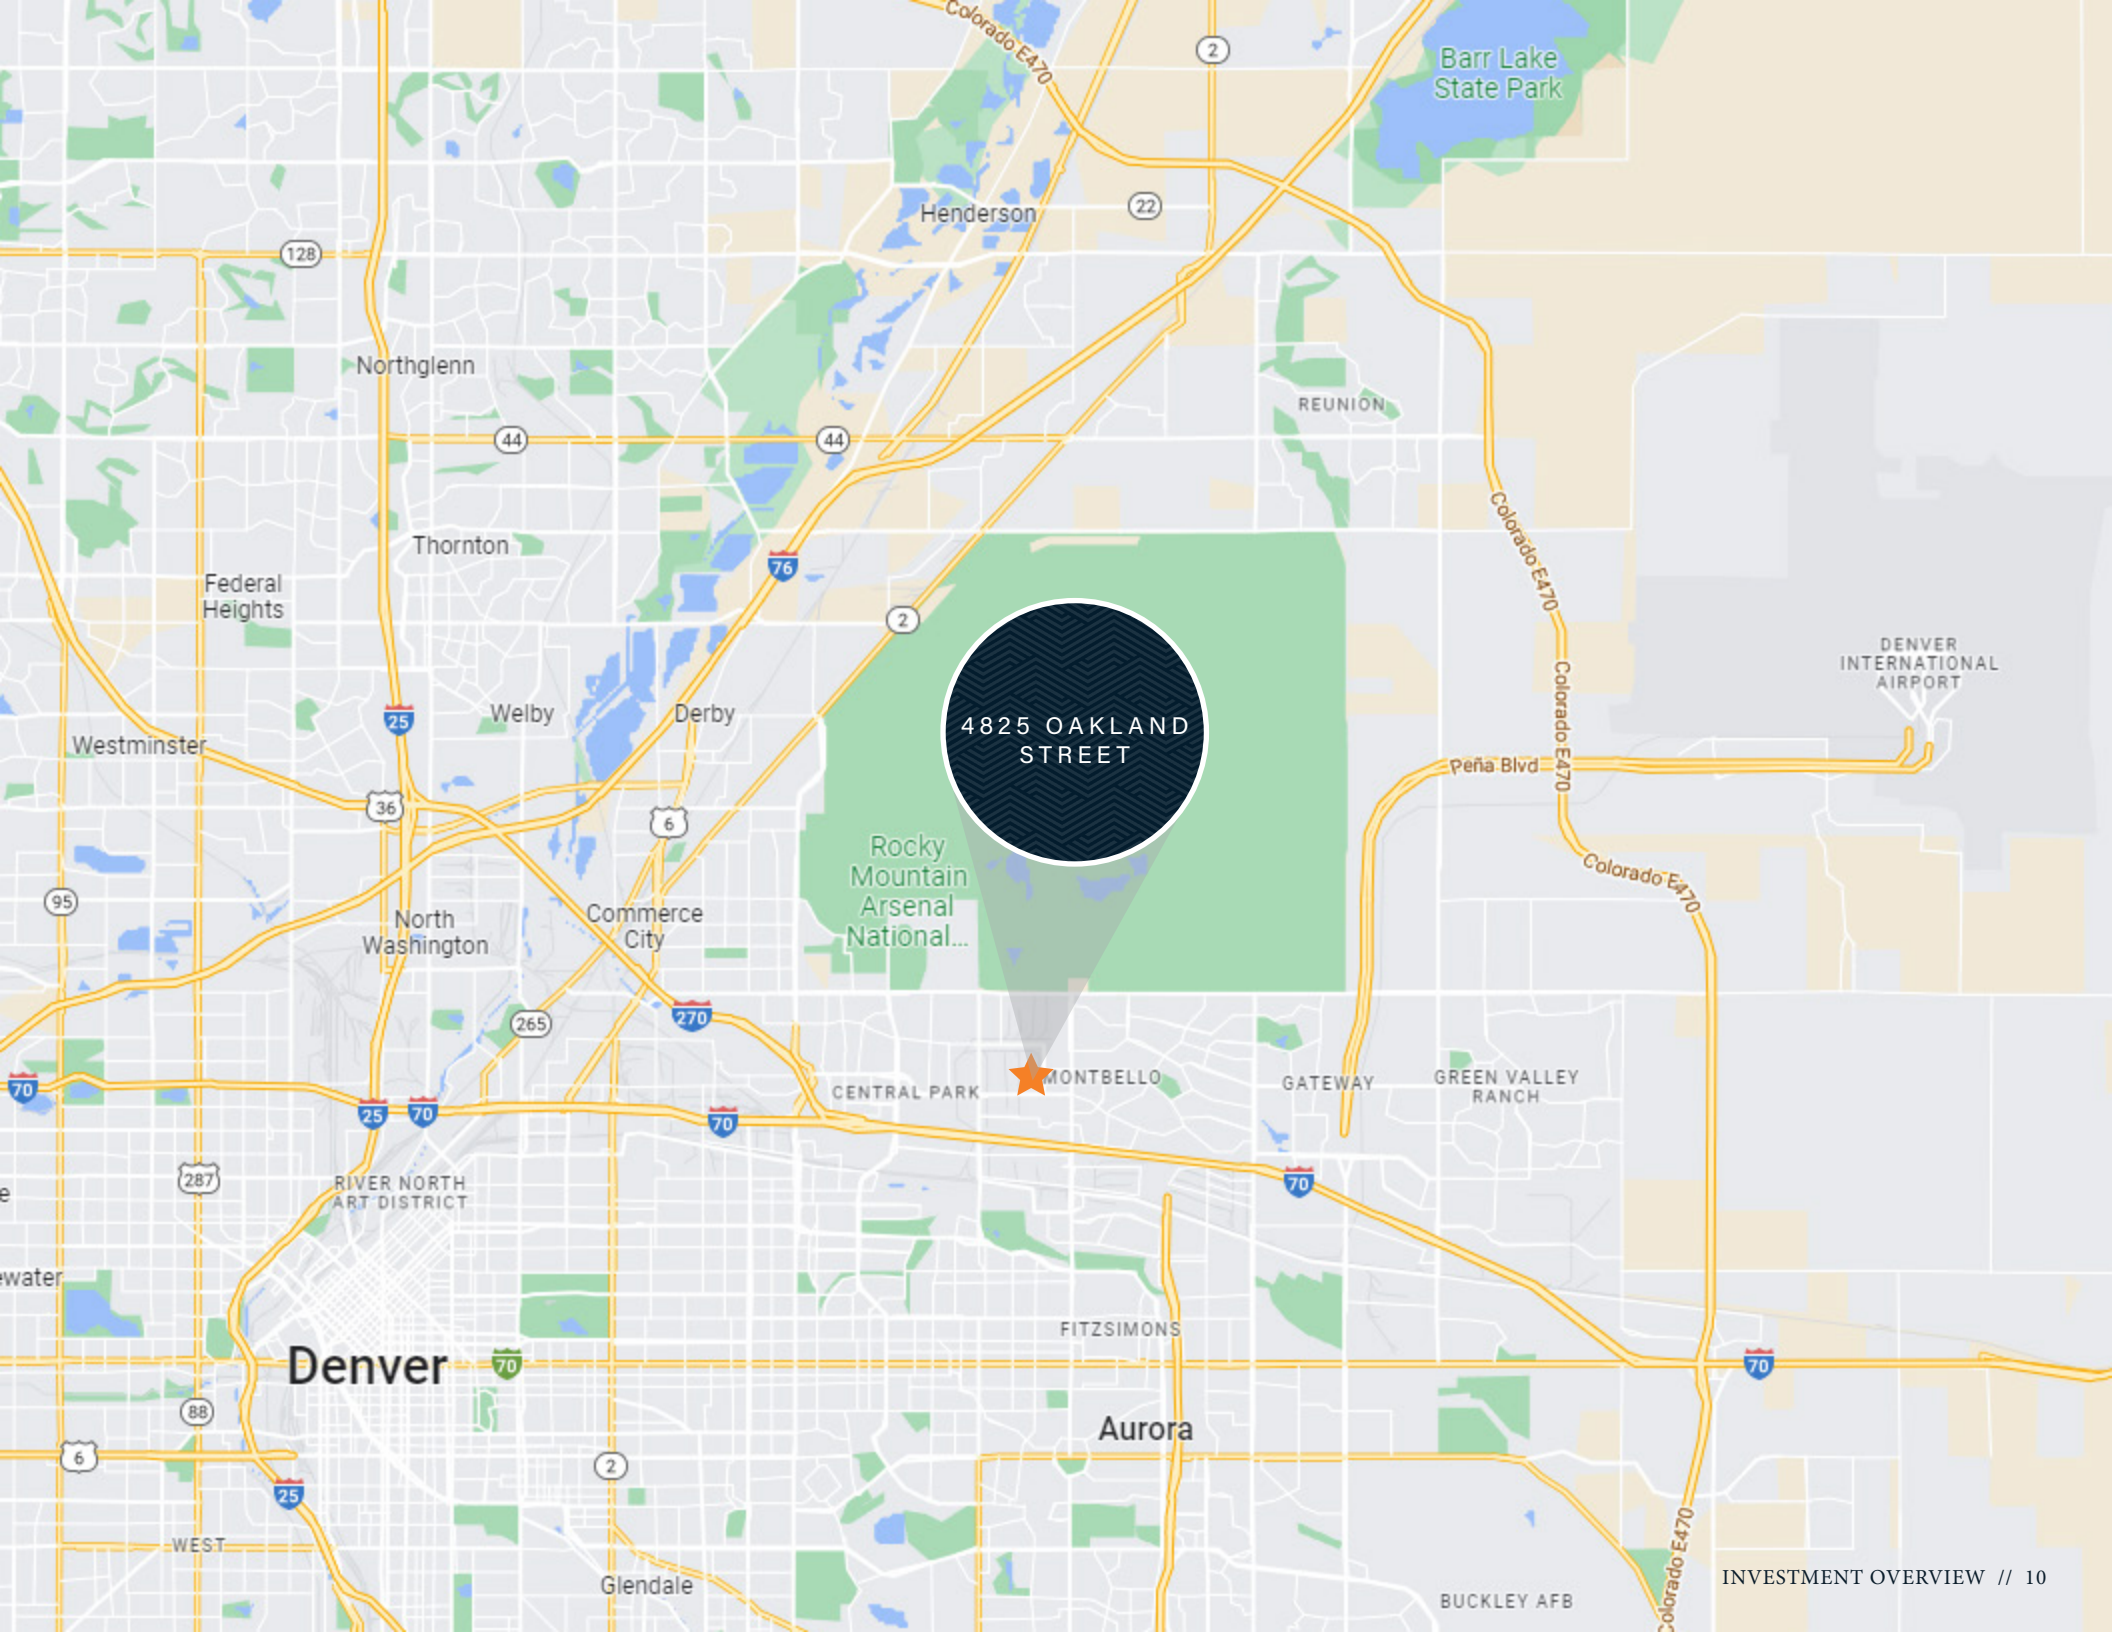 Colorado E470
2
Barr Lake
State Park
Henderson
22
128
Northglenn
REUNION
44
44
Colorado E470
Thornton
76
Federal
Heights
2
DENVER
INTERNATIONAL
AIRPORT
Colorado E470
25
Welby
Derby
4825 OAKLAND
STREET
Westminster
Peña Blvd
36
6
Rocky
Mountain
Arsenal
National...
Colorado E470
95
North
Washington
Commerce
City
265
270
70
25
70
70
CENTRAL PARK
MONTBELLO
GATEWAY
GREEN VALLEY
RANCH
287
RIVER NORTH
ART DISTRICT
70
e
ewater
FITZSIMONS
Denver
70
70
88
Aurora
6
2
25
WEST
Glendale
BUCKLEY AFB
Colorado E470
INVESTMENT OVERVIEW // 10